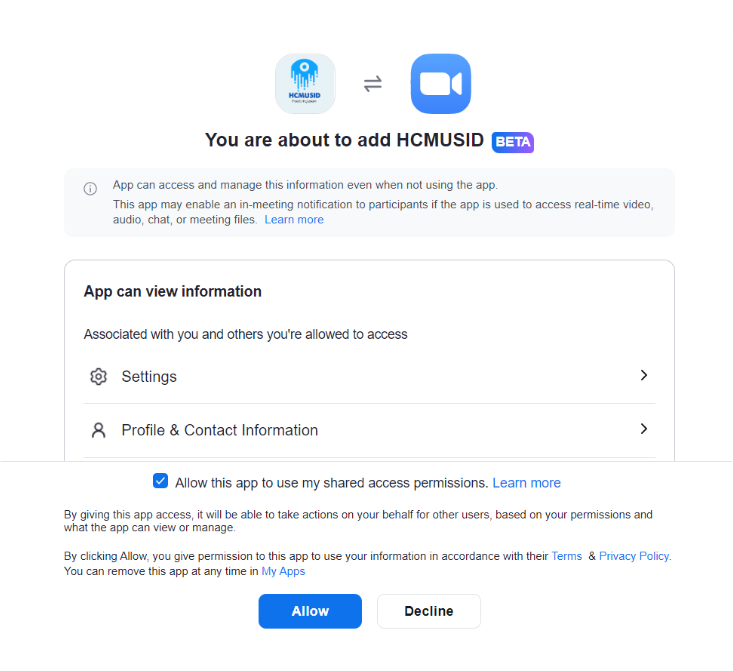 HCMUSID
You are about to add HCMUSID BETA
App can access and manage this information even when not using the app.
This app may enable an in-meeting notification to participants if the app is used to access real-time video,
audio, chat, or meeting files. Learn more
App can view information
Associated with you and others you're allowed to access
Settings
Profile & Contact Information
Allow this app to use my shared access permissions. Learn more
By giving this app access, it will be able to take actions on your behalf for other users, based on your permissions and
what the app can view or manage.
By clicking Allow, you give permission to this app to use your information in accordance with their Terms & Privacy Policy.
You can remove this app at any time in My Apps
Allow Decline